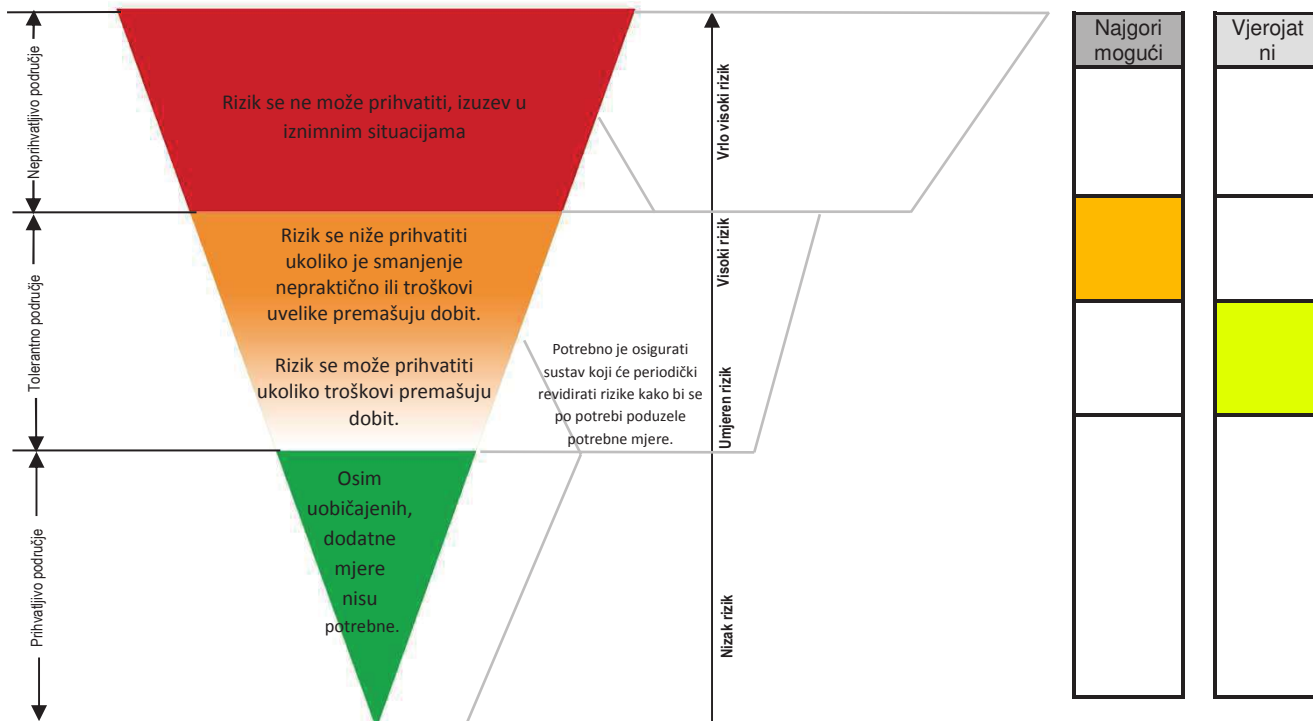 Neprihvatljivo područje
Rizik se ne može prihvatiti, izuzev u
iznimnim situacijama
Vrlo visoki rizik
Najgori
mogući
Vjerojat
ni
Tolerantno područje
Rizik se niže prihvatiti
ukoliko je smanjenje
nepraktično ili troškovi
uvelike premašuju dobit.
Rizik se može prihvatiti
ukoliko troškovi premašuju
dobit.
Visoki rizik
Potrebno je osigurati
sustav koji će periodički
revidirati rizike kako bi se
po potrebi poduzele
potrebne mjere.
Umjeren rizik
Prihvatljivo područje
Osim
uobičajenih,
dodatne
mjere
nisu
potrebne.
Nizak rizik